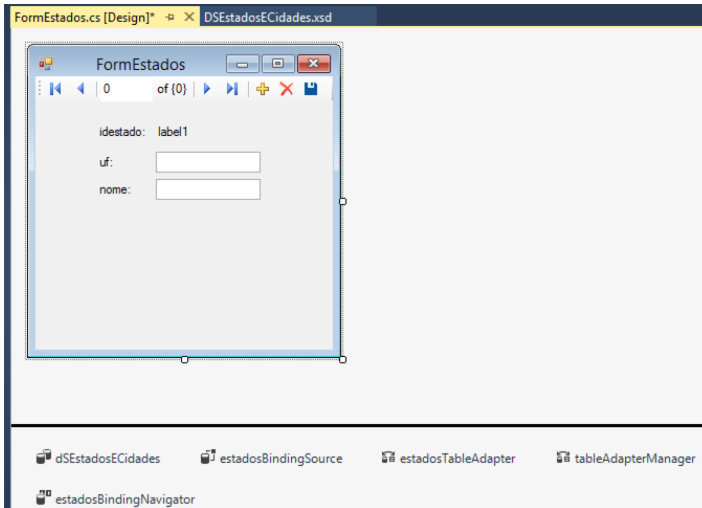 FormEstados.cs [Design]* DSEstadosECidades.xsd
FormEstados
0 of {0}
idestado: label1
uf:
nome:
dSEstadosECidades estadosBindingSource estadosTableAdapter tableAdapterManager
estadosBindingNavigator